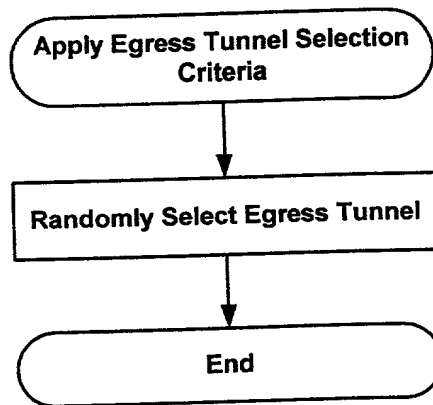 Apply Egress Tunnel Selection
Criteria
Randomly Select Egress Tunnel
End